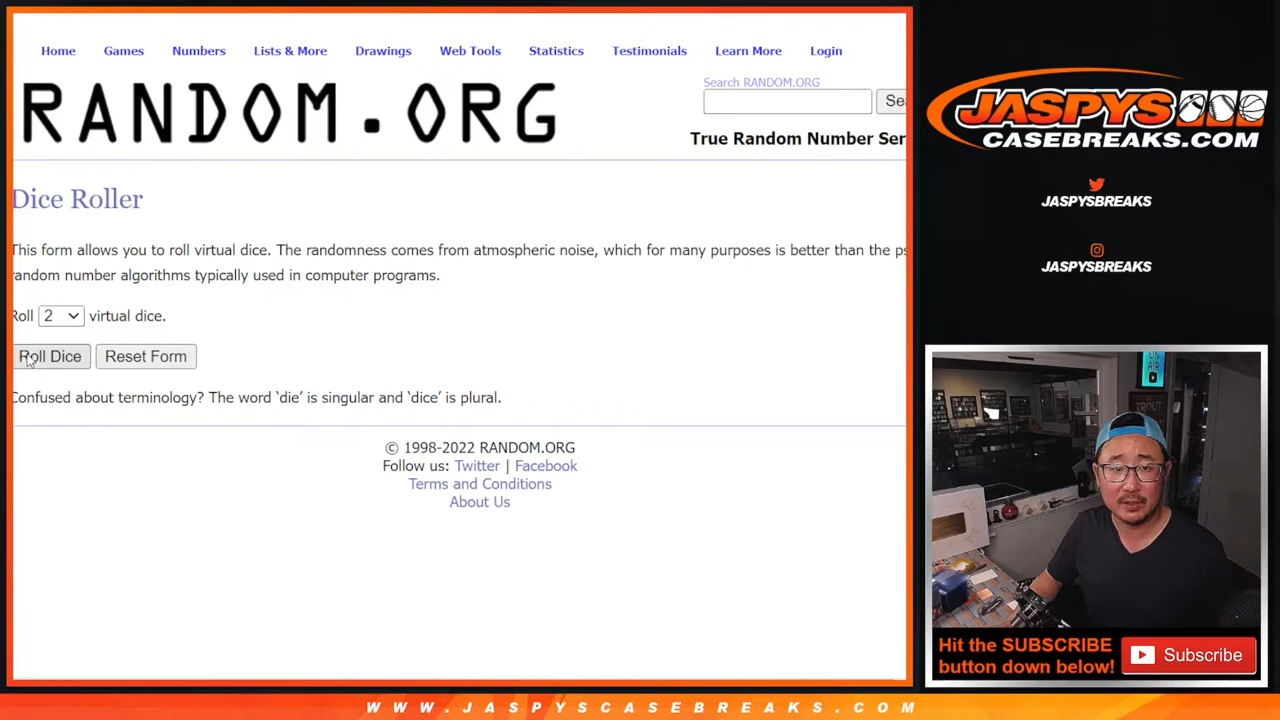 Home Games Numbers Lists & More Drawings Web Tools Statistics Testimonials Learn More Login
RANDOM.ORG
Search RANDOM.ORG
True Random Number Ser
Dice Roller
This form allows you to roll virtual dice. The randomness comes from atmospheric noise, which for many purposes is better than the ps
random number algorithms typically used in computer programs.
Roll 2 virtual dice.
Roll Dice Reset Form
Confused about terminology? The word ‘die’ is singular and ‘dice’ is plural.
© 1998-2022 RANDOM.ORG
Follow us: Twitter | Facebook
Terms and Conditions
About Us
JASPYS
CASEBREAKS.COM
JASPYSBREAKS
JASPYSBREAKS
ON
AIR
TROUT
Hit the SUBSCRIBE
button down below!
Subscribe
WWW.JASPYSCASEBREAKS.COM